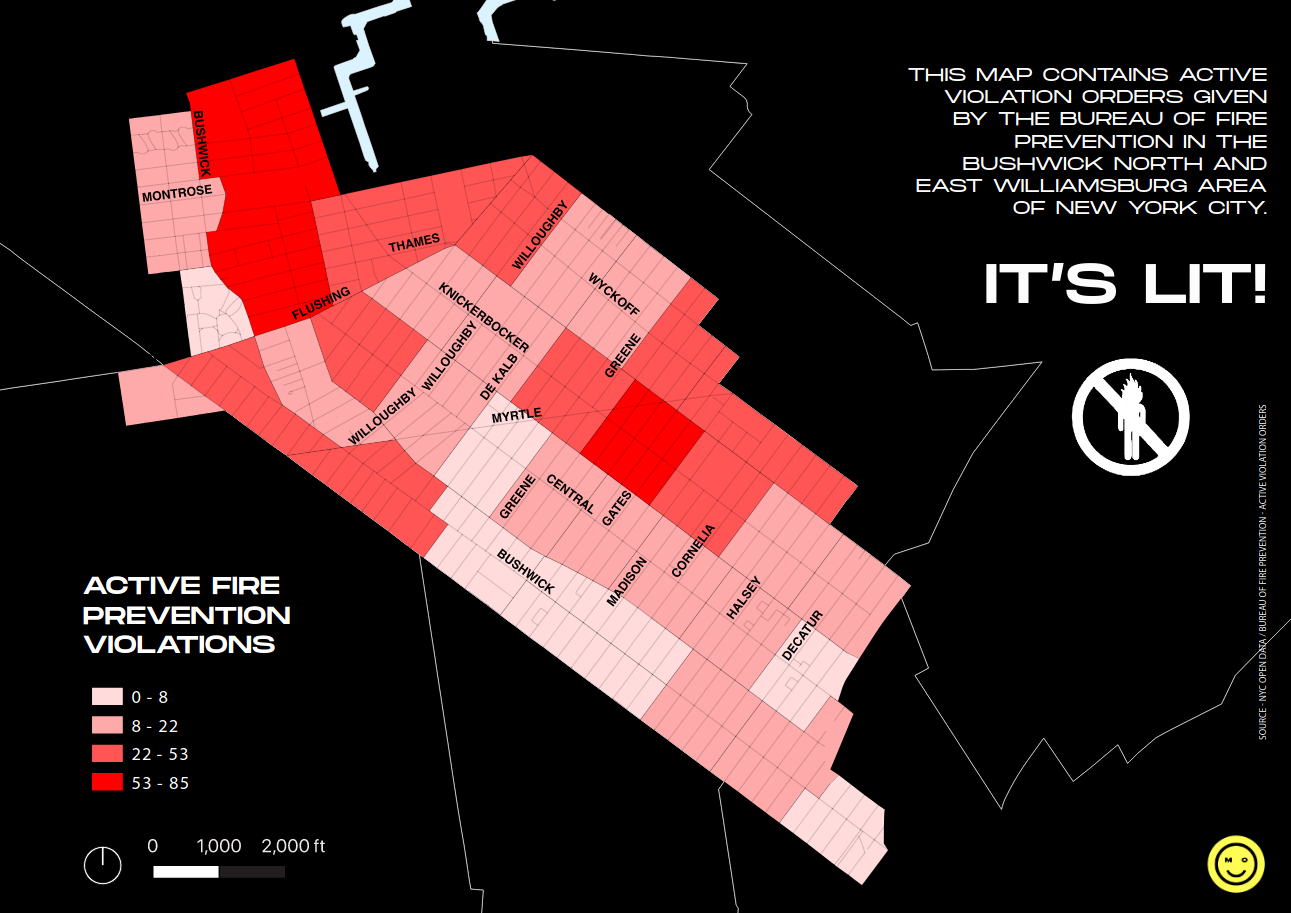 THIS MAP CONTAINS ACTIVE
VIOLATION ORDERS GIVEN
BY THE BUREAU OF FIRE
PREVENTION IN THE
BUSHWICK NORTH AND
EAST WILLIAMSBURG AREA
OF NEW YORK CITY.
IT'S LIT!
BUSHWICK
MONTROSE
THAMES
WILLOUGHBY
FLUSHING
KNICKERBOCKER
WYCKOFF
WILLOUGHBY
DE KALB
GREENE
WILLOUGHBY
MYRTLE
GREENE
CENTRAL
GATES
BUSHWICK
MADISON
CORNELIA
HALSEY
DECATUR
ACTIVE FIRE
PREVENTION
VIOLATIONS
0 - 8
8 - 22
22 - 53
53 - 85
0 1,000 2,000 ft
SOURCE - NYC OPEN DATA / BUREAU OF FIRE PREVENTION - ACTIVE VIOLATION ORDERS
M O